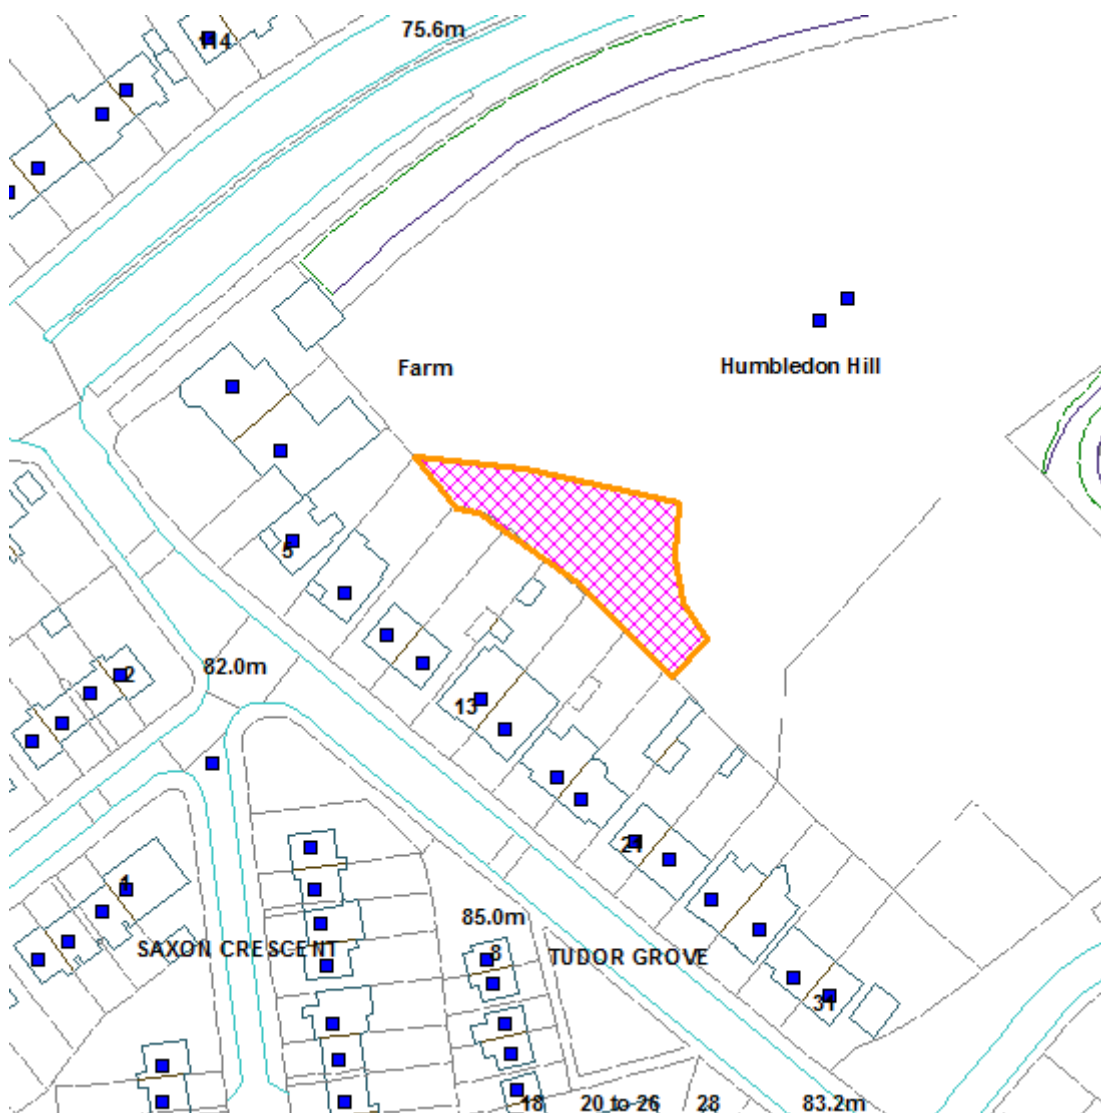 75.6m
114
Farm
Humbledon Hill
5
82.0m
2
13
21
1
85.0m
SAXON CRESCENT
8
TUDOR GROVE
31
18
20 to 26
28
83.2m